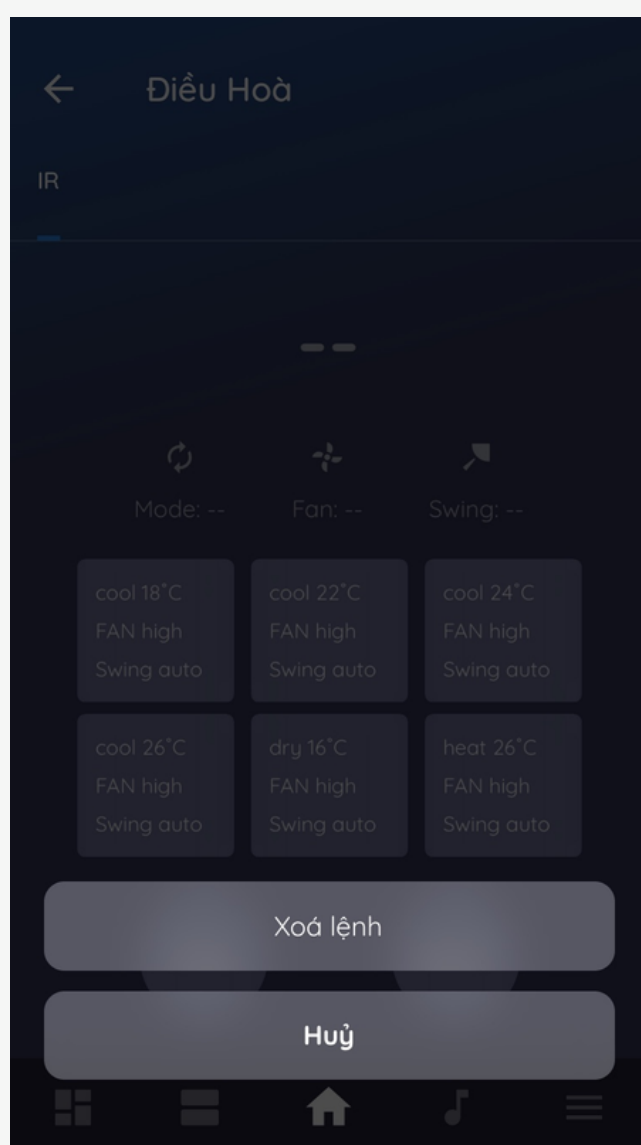 Điều Hoà
IR
--
Mode: -- Fan: -- Swing: --
cool 18°C cool 22°C cool 24°C
FAN high FAN high FAN high
Swing auto Swing auto Swing auto
cool 26°C dry 16°C heat 26°C
FAN high FAN high FAN high
Swing auto Swing auto Swing auto
Xoá lệnh
Huỷ